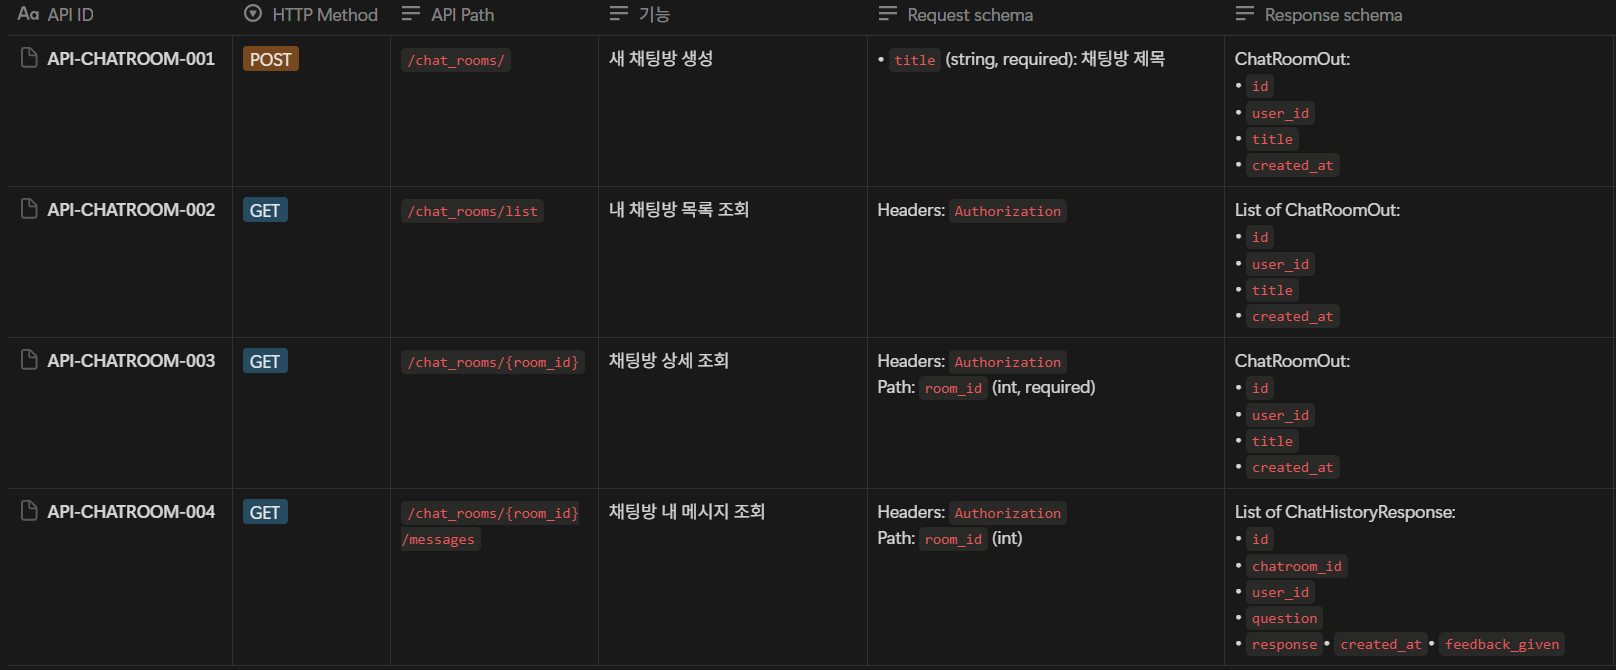 Aa API ID HTTP Method API Path 기능 Request schema Response schema
API-CHATROOM-001 POST /chat_rooms/ 새 채팅방 생성 • title (string, required): 채팅방 제목 ChatRoomOut:
• id
• user_id
• title
• created_at
API-CHATROOM-002 GET /chat_rooms/list 내 채팅방 목록 조회 Headers: Authorization List of ChatRoomOut:
• id
• user_id
• title
• created_at
API-CHATROOM-003 GET /chat_rooms/{room_id} 채팅방 상세 조회 Headers: Authorization ChatRoomOut:
Path: room_id (int, required) • id
• user_id
• title
• created_at
API-CHATROOM-004 GET /chat_rooms/{room_id} 채팅방 내 메시지 조회 Headers: Authorization List of ChatHistoryResponse:
/messages Path: room_id (int) • id
• chatroom_id
• user_id
• question
• response • created_at • feedback_given